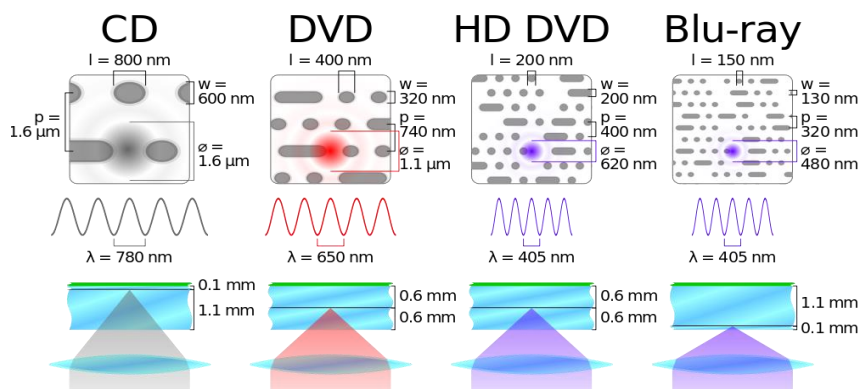 CD
DVD
HD DVD
Blu-ray
l = 800 nm
w =
600 nm
p =
1.6 µm
⌀ =
1.6 µm
λ = 780 nm
0.1 mm
1.1 mm
l = 400 nm
w =
320 nm
p =
740 nm
⌀ =
1.1 µm
λ = 650 nm
0.6 mm
0.6 mm
l = 200 nm
w =
200 nm
p =
400 nm
⌀ =
620 nm
λ = 405 nm
0.6 mm
0.6 mm
l = 150 nm
w =
130 nm
p =
320 nm
⌀ =
480 nm
λ = 405 nm
1.1 mm
0.1 mm